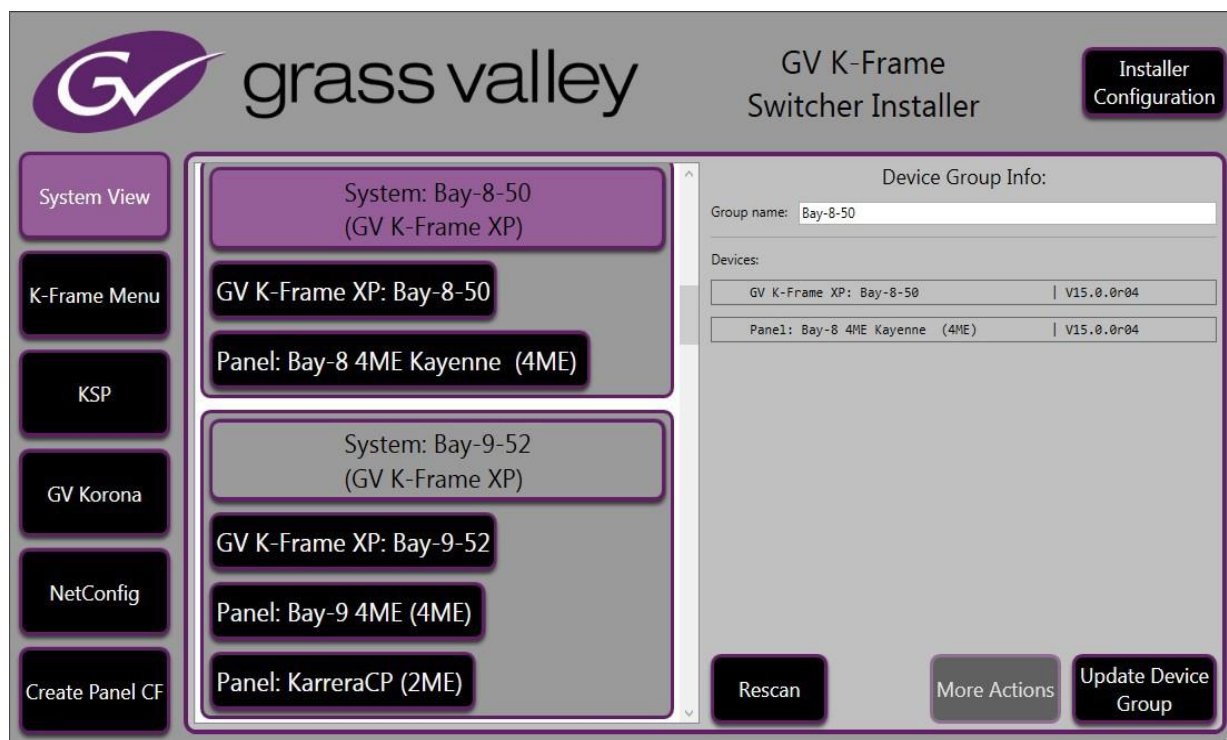 GV grass valley
GV K-Frame
Switcher Installer
Installer
Configuration
System View
K-Frame Menu
KSP
GV Korona
NetConfig
Create Panel CF
System: Bay-8-50
(GV K-Frame XP)
GV K-Frame XP: Bay-8-50
Panel: Bay-8 4ME Kayenne  (4ME)
System: Bay-9-52
(GV K-Frame XP)
GV K-Frame XP: Bay-9-52
Panel: Bay-9 4ME (4ME)
Panel: KarreraCP (2ME)
Device Group Info:
Group name: Bay-8-50
Devices:
GV K-Frame XP: Bay-8-50 | V15.0.0r04
Panel: Bay-8 4ME Kayenne  (4ME) | V15.0.0r04
Rescan
More Actions
Update Device
Group